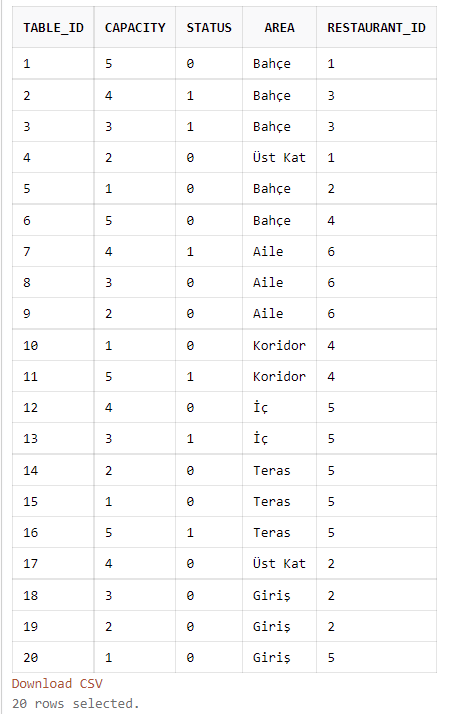 TABLE_ID CAPACITY STATUS AREA RESTAURANT_ID
1 5 0 Bahçe 1
2 4 1 Bahçe 3
3 3 1 Bahçe 3
4 2 0 Üst Kat 1
5 1 0 Bahçe 2
6 5 0 Bahçe 4
7 4 1 Aile 6
8 3 0 Aile 6
9 2 0 Aile 6
10 1 0 Koridor 4
11 5 1 Koridor 4
12 4 0 İç 5
13 3 1 İç 5
14 2 0 Teras 5
15 1 0 Teras 5
16 5 1 Teras 5
17 4 0 Üst Kat 2
18 3 0 Giriş 2
19 2 0 Giriş 2
20 1 0 Giriş 5
Download CSV
20 rows selected.